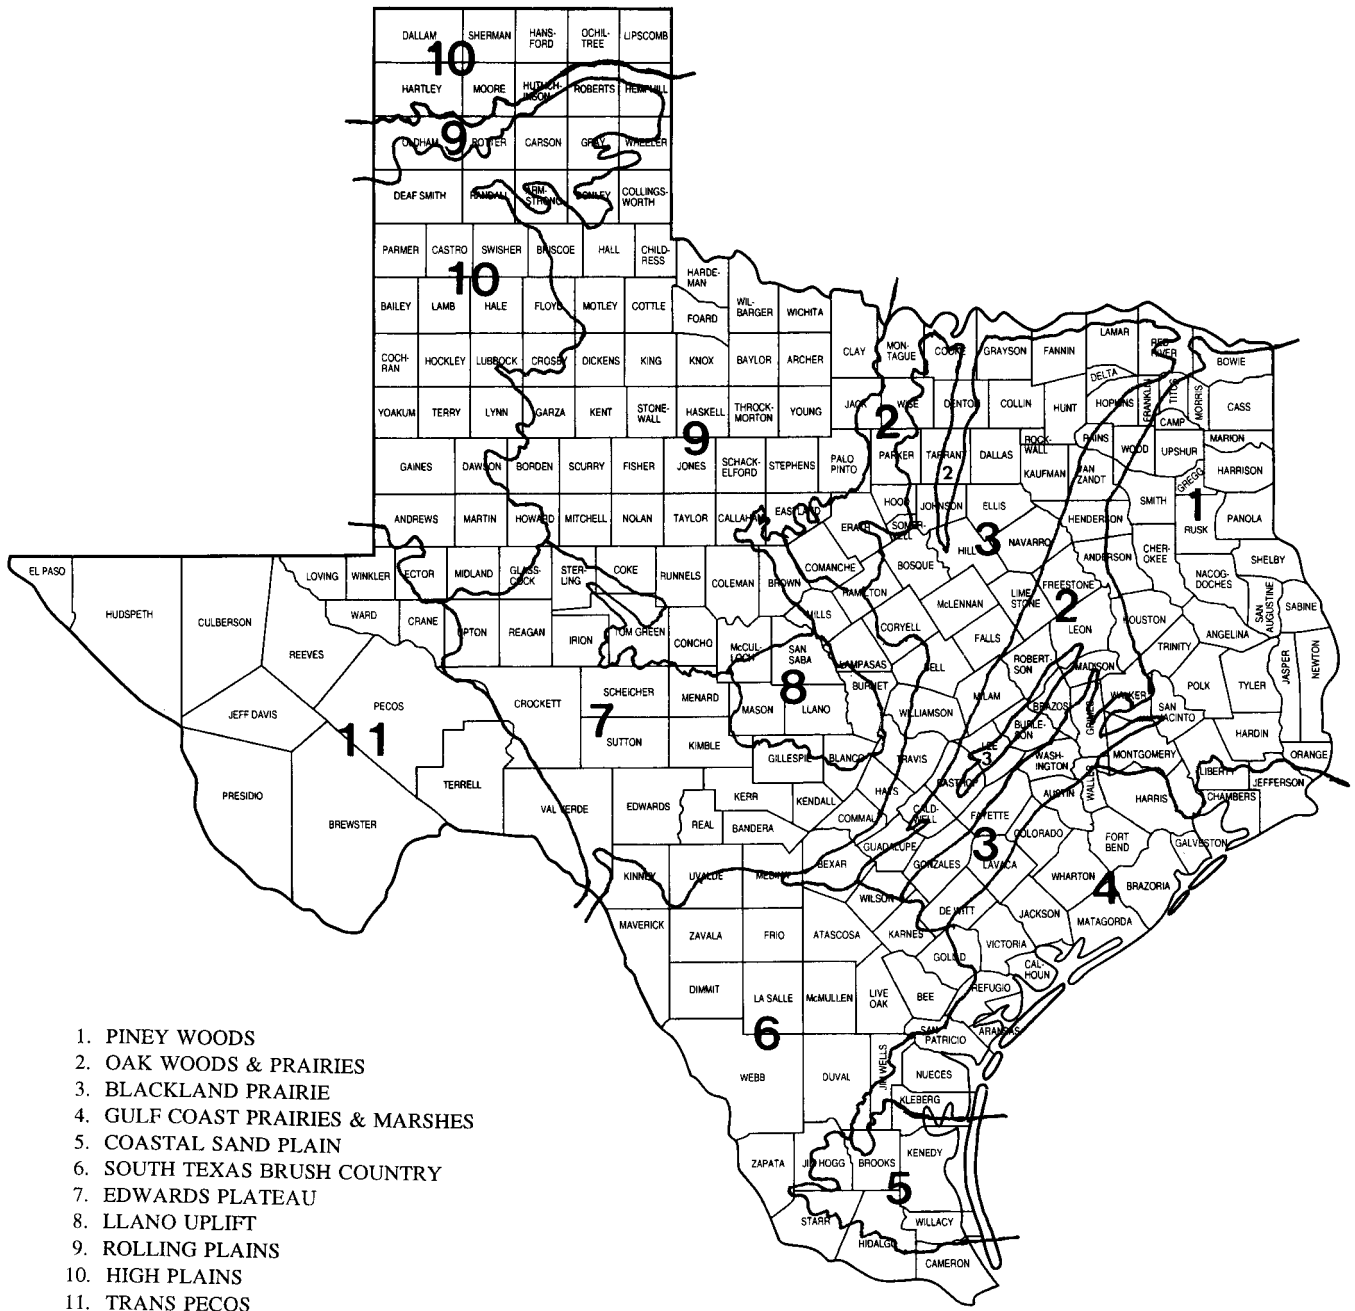 DALLAM SHERMAN HANS- OCHIL- LIPSCOMB
FORD TREE
10
HARTLEY MOORE HUTCH- ROBERTS HEMPHILL
INSON
9
OLDHAM POTTER CARSON GRAY WHEELER
DEAF SMITH RANDALL ARM- DONLEY COLLINGS-
STRONG WORTH
PARMER CASTRO SWISHER BRISCOE HALL CHILD-
RESS
HARDE-
MAN
10
BAILEY LAMB HALE FLOYD MOTLEY COTTLE FOARD WIL- WICHITA
BARGER
COCH- HOCKLEY LUBBOCK CROSBY DICKENS KING KNOX BAYLOR ARCHER CLAY MON- COOKE GRAYSON FANNIN LAMAR RED BOWIE
RAN TAGUE RIVER
DELTA
YOAKUM TERRY LYNN GARZA KENT STONE- HASKELL THROCK- YOUNG JACK WISE DENTON COLLIN HUNT HOPKINS FRANKLIN TITUS MORRIS CASS
WALL MORTON CAMP
9 2
GAINES DAWSON BORDEN SCURRY FISHER JONES SCHACK- STEPHENS PALO PARKER TARRANT DALLAS ROCK- RAINS WOOD UPSHUR MARION
ELFORD PINTO WALL
2 KAUFMAN VAN GREGG HARRISON
ZANDT
ANDREWS MARTIN HOWARD MITCHELL NOLAN TAYLOR CALLAHAN EASTLAND ERATH HOOD SOMER- JOHNSON ELLIS HENDERSON SMITH RUSK PANOLA
VELL
3 1
HILL NAVARRO
EL PASO HUDSPETH CULBERSON LOVING WINKLER ECTOR MIDLAND GLASS- STER- COKE RUNNELS COLEMAN BROWN COMANCHE BOSQUE ANDERSON CHER- SHELBY
COCK LING OKEE
HAMILTON McLENNAN LIME- FREESTONE NACOG-
STONE DOCHES
2
WARD CRANE UPTON REAGAN IRION TOM GREEN CONCHO McCUL- MILLS CORYELL FALLS LEON HOUSTON ANGELINA SAN AUGUSTINE SABINE
LOCH
REEVES SAN LAMPASAS BELL ROBERT- MADISON TRINITY JASPER NEWTON
SABA SON
8
JEFF DAVIS PECOS CROCKETT SCHEICHER MENARD MASON LLANO BURNET WILLIAMSON MILAM BRAZOS WALKER POLK TYLER
11 7
SUTTON KIMBLE BURLE- GRIMES SAN
SON JACINTO
HARDIN
GILLESPIE BLANCO TRAVIS LEE WASH- MONTGOMERY ORANGE
3 INGTON
PRESIDIO BREWSTER TERRELL VAL VERDE EDWARDS KERR KENDALL HAYS BASTROP AUSTIN WALLER HARRIS LIBERTY JEFFERSON
CHAMBERS
REAL BANDERA COMMAL CALD- FAYETTE COLORADO FORT GALVESTON
WELL BEND
3
KINNEY UVALDE MEDINA BEXAR GUADALUPE GONZALES LAVACA WHARTON BRAZORIA
4
MAVERICK ZAVALA FRIO ATASCOSA WILSON KARNES DE WITT JACKSON MATAGORDA
VICTORIA
GOLIAD CAL-
HOUN
DIMMIT LA SALLE McMULLEN LIVE BEE REFUGIO
OAK
6
SAN ARANSAS
PATRICIO
WEBB DUVAL JIM WELLS NUECES
KLEBERG
ZAPATA JIM HOGG BROOKS KENEDY
5
STARR WILLACY
HIDALGO
CAMERON
1. PINEY WOODS
2. OAK WOODS & PRAIRIES
3. BLACKLAND PRAIRIE
4. GULF COAST PRAIRIES & MARSHES
5. COASTAL SAND PLAIN
6. SOUTH TEXAS BRUSH COUNTRY
7. EDWARDS PLATEAU
8. LLANO UPLIFT
9. ROLLING PLAINS
10. HIGH PLAINS
11. TRANS PECOS